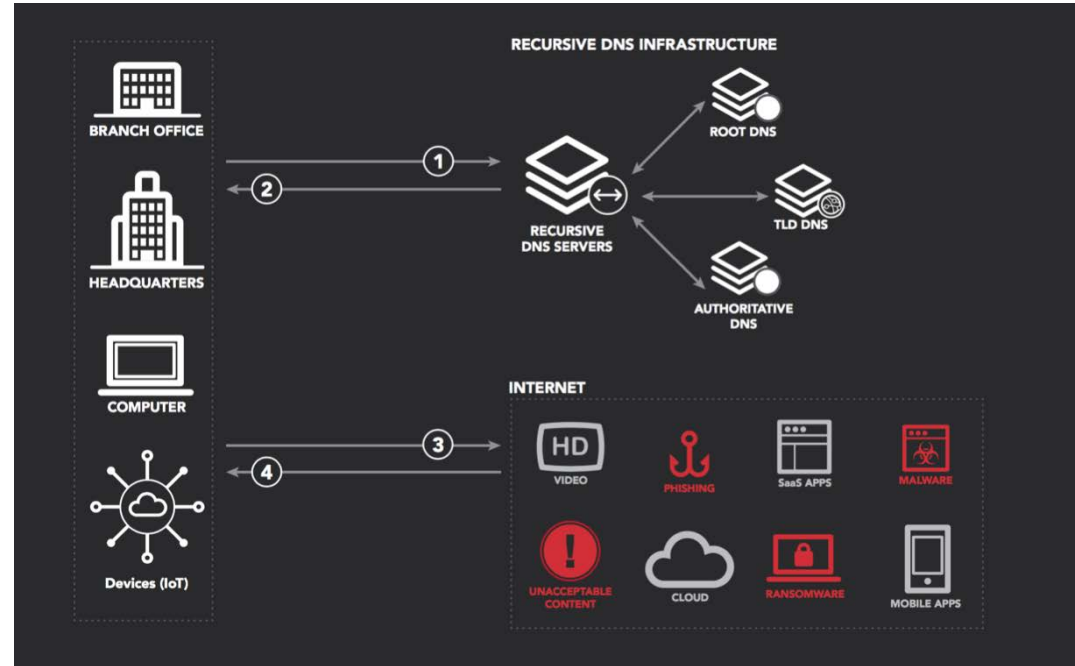 RECURSIVE DNS INFRASTRUCTURE
BRANCH OFFICE
HEADQUARTERS
COMPUTER
Devices (IoT)
1
2
RECURSIVE
DNS SERVERS
ROOT DNS
TLD DNS
AUTHORITATIVE
DNS
3
4
INTERNET
HD
VIDEO
PHISHING
SaaS APPS
MALWARE
!
UNACCEPTABLE
CONTENT
CLOUD
RANSOMWARE
MOBILE APPS